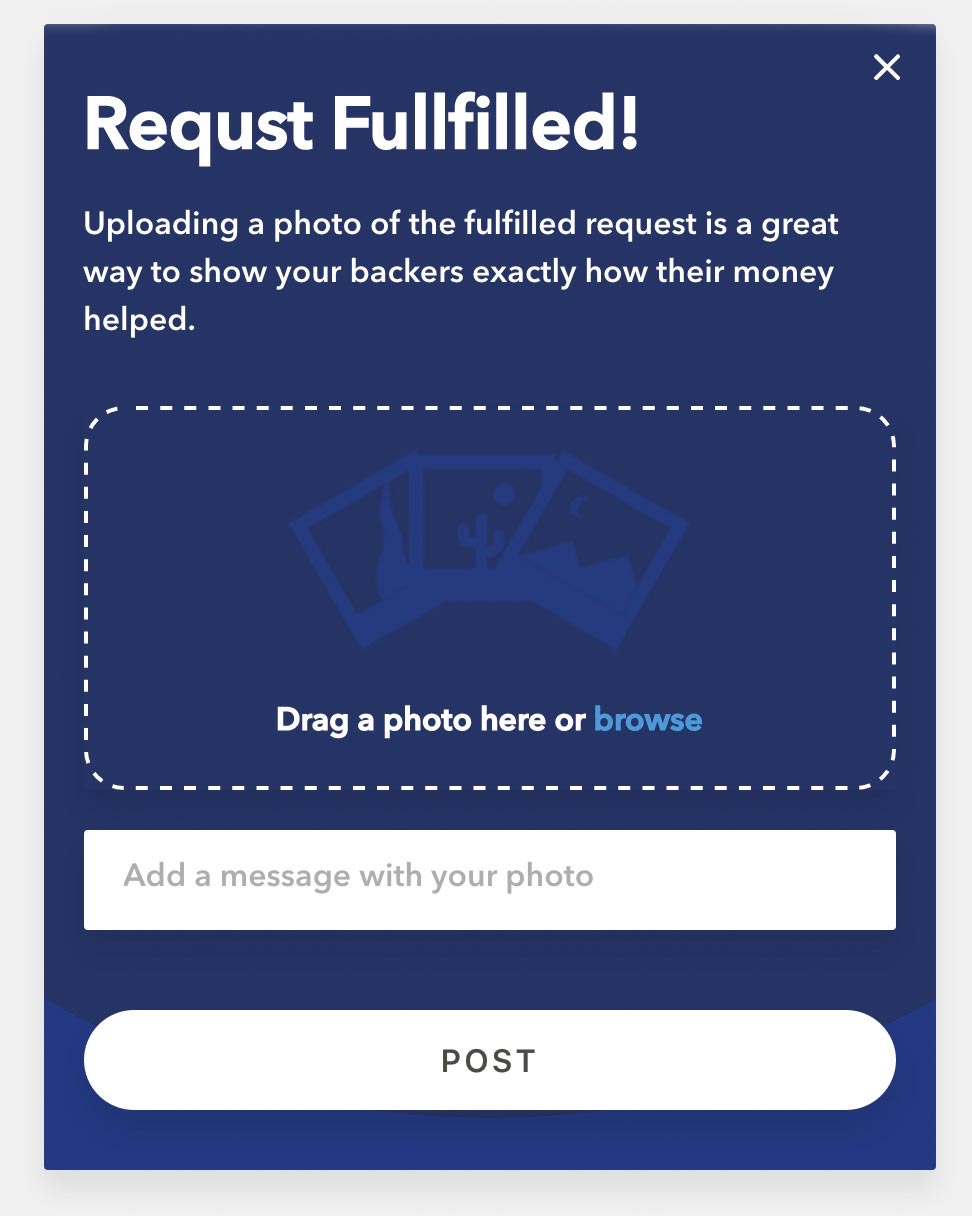 Requst Fullfilled!
Uploading a photo of the fulfilled request is a great
way to show your backers exactly how their money
helped.
Drag a photo here or browse
Add a message with your photo
POST